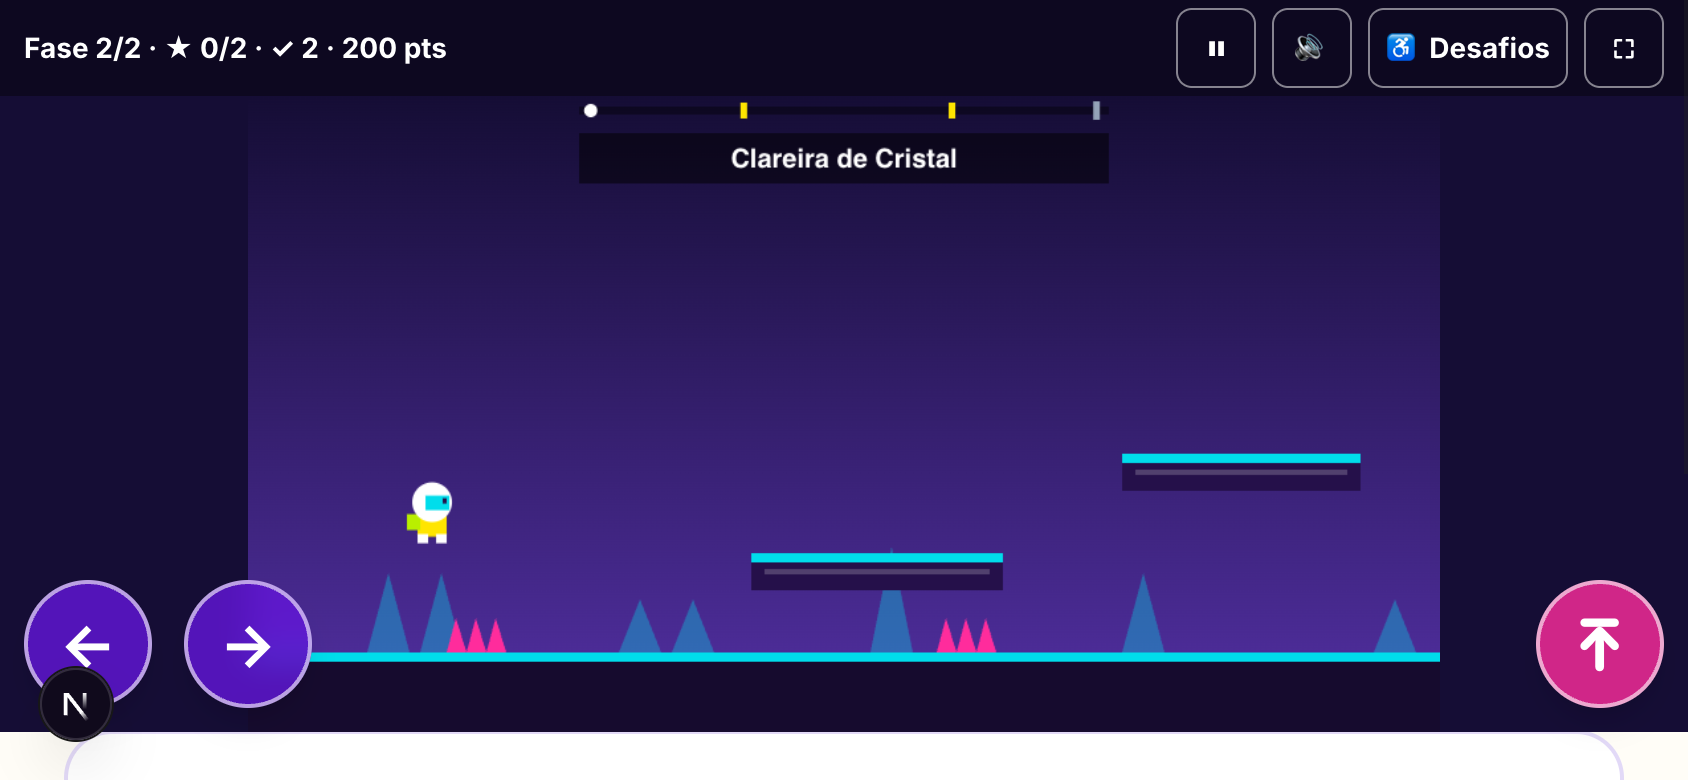 Fase 2/2 · ★ 0/2 · ✓ 2 · 200 pts
Desafios
Clareira de Cristal
N